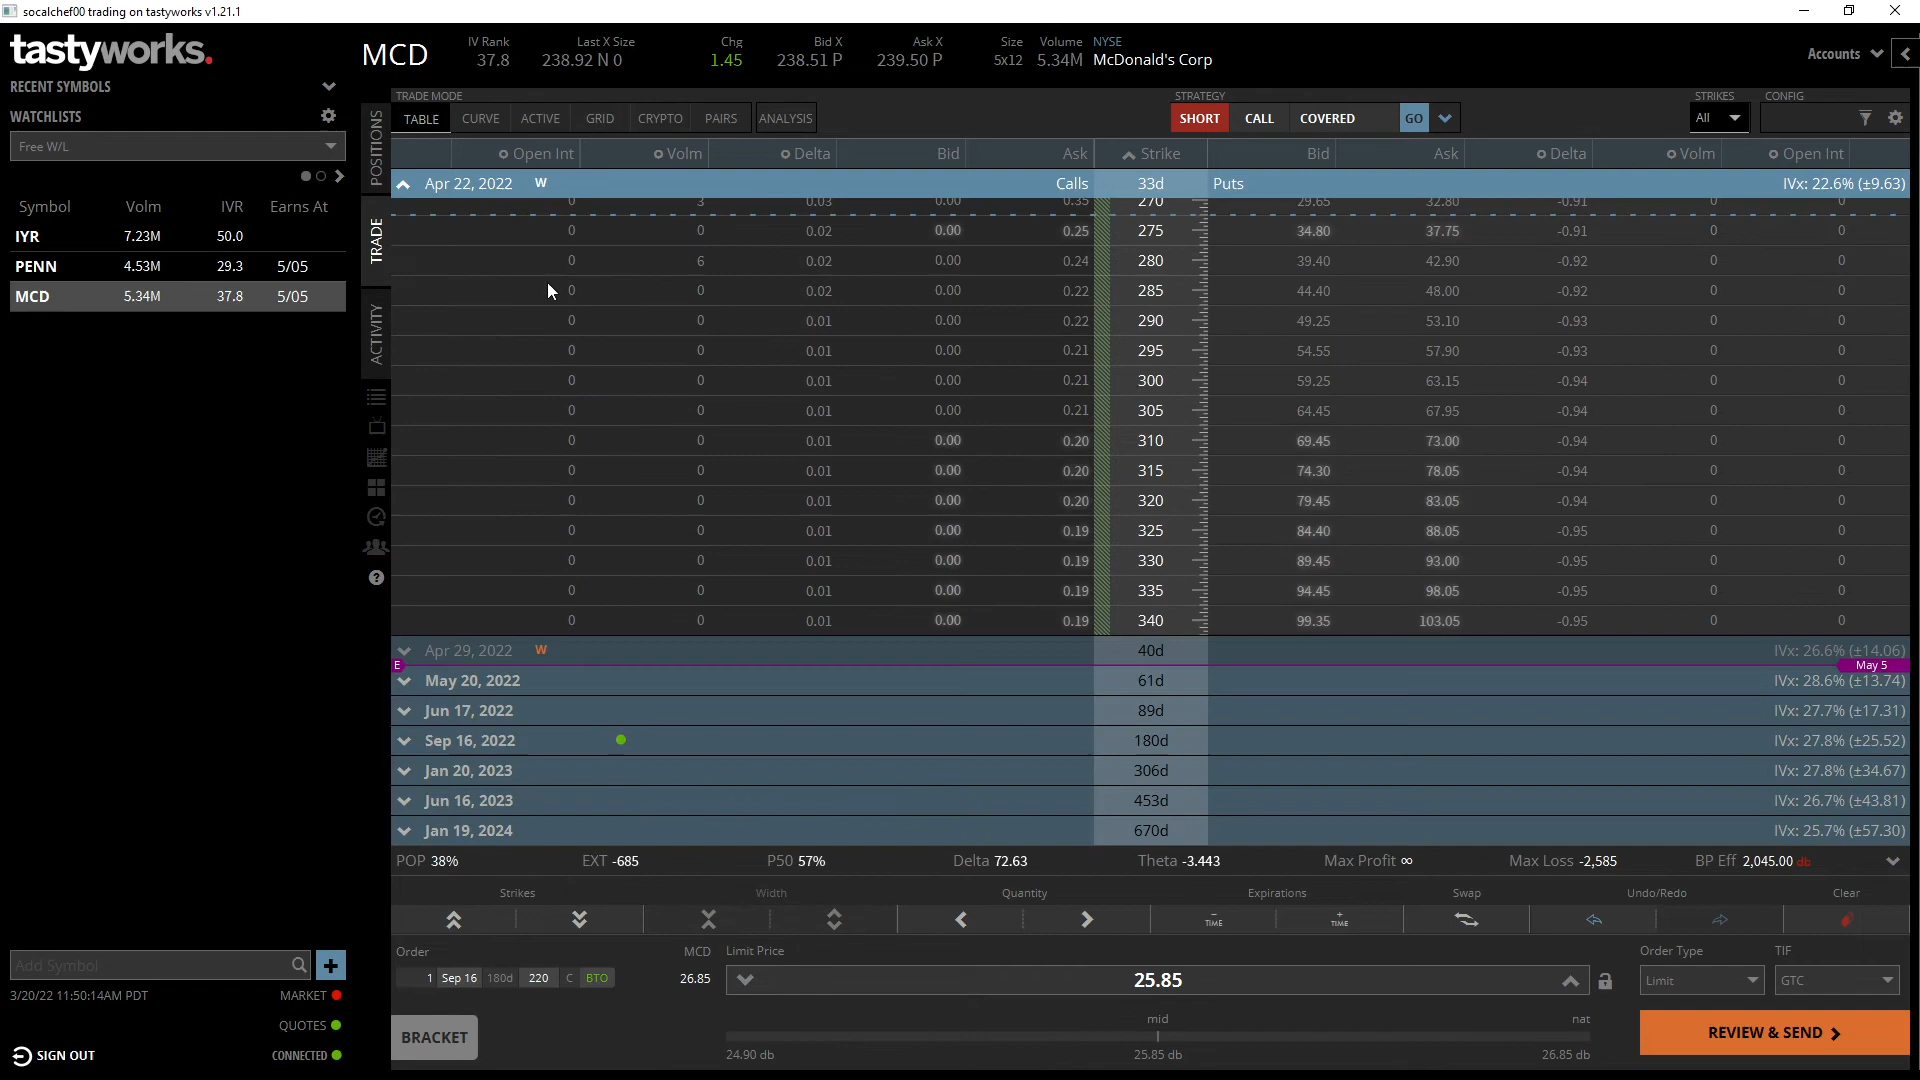 socalchef00 trading on tastyworks v1.21.1
tastyworks.
MCD
IV Rank
37.8
Last X Size
238.92 N 0
Chg
1.45
Bid X
238.51 P
Ask X
239.50 P
Size
5x12
Volume
5.34M
NYSE
McDonald's Corp
Accounts
RECENT SYMBOLS
WATCHLISTS
Free W/L
Symbol Volm IVR Earns At
IYR 7.23M 50.0
PENN 4.53M 29.3 5/05
MCD 5.34M 37.8 5/05
POSITIONS
TRADE
ACTIVITY
TRADE MODE
TABLE CURVE ACTIVE GRID CRYPTO PAIRS ANALYSIS
STRATEGY
SHORT CALL COVERED GO
STRIKES
All
CONFIG
Open Int Volm Delta Bid Ask Strike Bid Ask Delta Volm Open Int
Apr 22, 2022 W Calls 33d Puts IVx: 22.6% (±9.63)
0 3 0.03 0.00 0.35 270 29.65 32.80 -0.91 0 0
0 0 0.02 0.00 0.25 275 34.80 37.75 -0.91 0 0
0 6 0.02 0.00 0.24 280 39.40 42.90 -0.92 0 0
0 0 0.02 0.00 0.22 285 44.40 48.00 -0.92 0 0
0 0 0.01 0.00 0.22 290 49.25 53.10 -0.93 0 0
0 0 0.01 0.00 0.21 295 54.55 57.90 -0.93 0 0
0 0 0.01 0.00 0.21 300 59.25 63.15 -0.94 0 0
0 0 0.01 0.00 0.21 305 64.45 67.95 -0.94 0 0
0 0 0.01 0.00 0.20 310 69.45 73.00 -0.94 0 0
0 0 0.01 0.00 0.20 315 74.30 78.05 -0.94 0 0
0 0 0.01 0.00 0.20 320 79.45 83.05 -0.94 0 0
0 0 0.01 0.00 0.19 325 84.40 88.05 -0.95 0 0
0 0 0.01 0.00 0.19 330 89.45 93.00 -0.95 0 0
0 0 0.01 0.00 0.19 335 94.45 98.05 -0.95 0 0
0 0 0.01 0.00 0.19 340 99.35 103.05 -0.95 0 0
Apr 29, 2022 W 40d IVx: 26.6% (±14.06)
E May 5
May 20, 2022 61d IVx: 28.6% (±13.74)
Jun 17, 2022 89d IVx: 27.7% (±17.31)
Sep 16, 2022 180d IVx: 27.8% (±25.52)
Jan 20, 2023 306d IVx: 27.8% (±34.67)
Jun 16, 2023 453d IVx: 26.7% (±43.81)
Jan 19, 2024 670d IVx: 25.7% (±57.30)
POP 38% EXT -685 P50 57% Delta 72.63 Theta -3.443 Max Profit ∞ Max Loss -2,585 BP Eff 2,045.00 db
Strikes Width Quantity Expirations Swap Undo/Redo Clear
− TIME + TIME
Order MCD Limit Price Order Type TIF
1 Sep 16 180d 220 C BTO 26.85 25.85 Limit GTC
mid nat
24.90 db 25.85 db 26.85 db
BRACKET
REVIEW & SEND
Add Symbol
3/20/22 11:50:14AM PDT MARKET
QUOTES
SIGN OUT CONNECTED